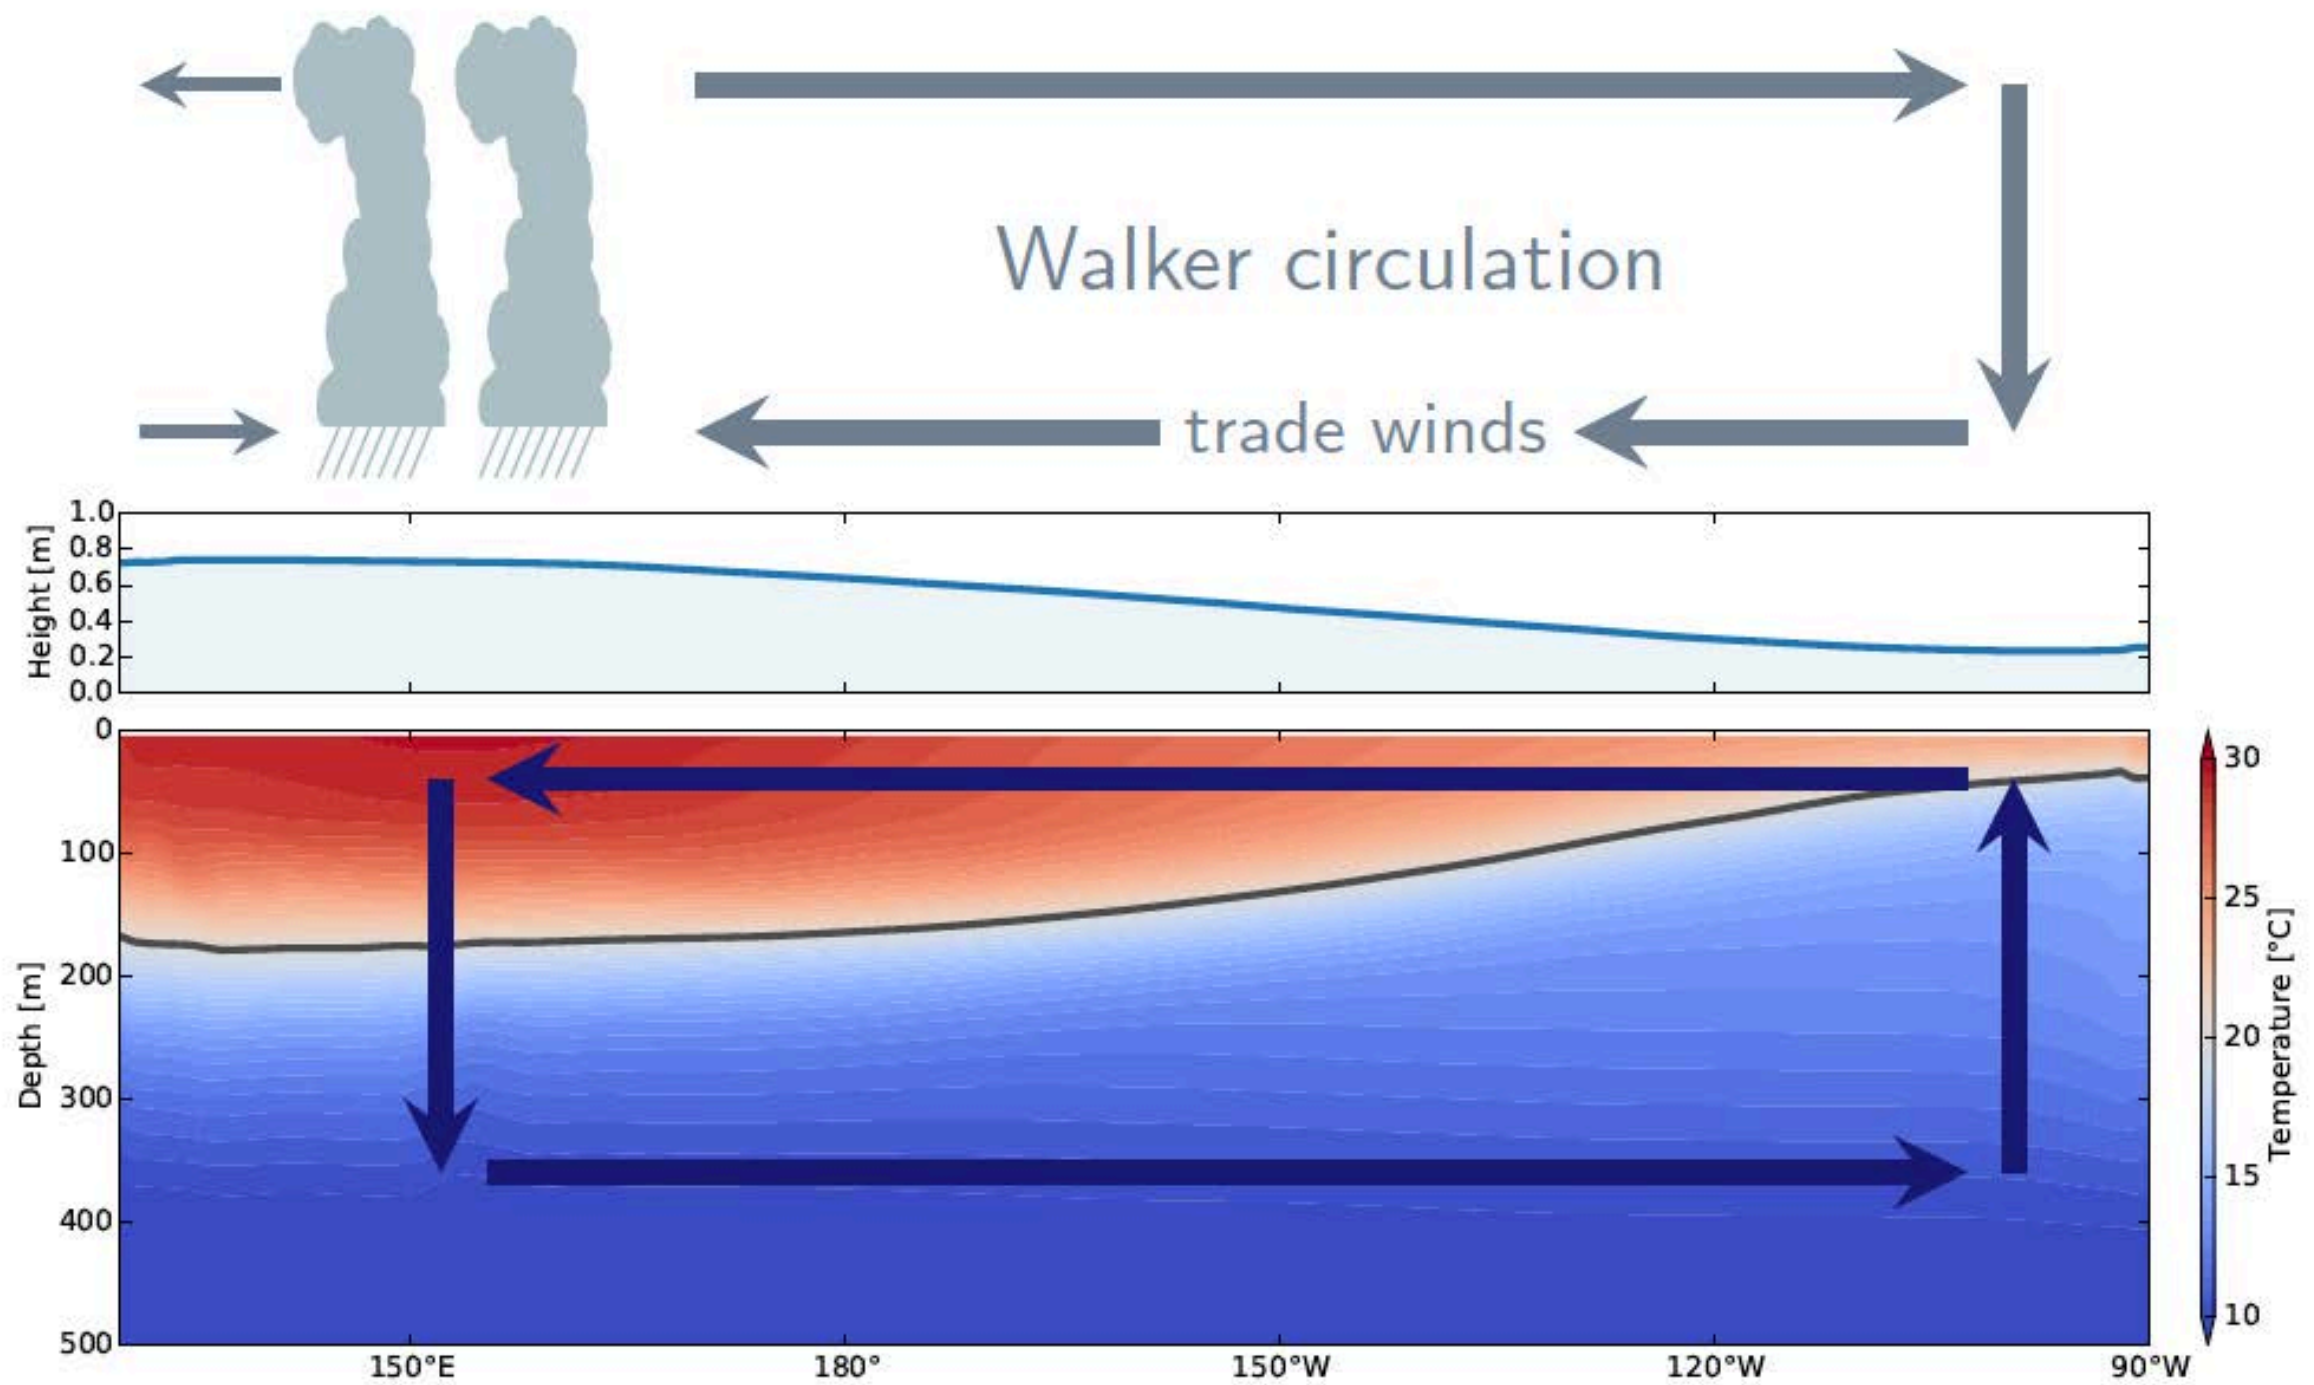 Walker circulation
trade winds
Height [m]
1.0
0.8
0.6
0.4
0.2
0.0
Depth [m]
0
100
200
300
400
500
150°E
180°
150°W
120°W
90°W
30
25
20
15
10
Temperature [°C]